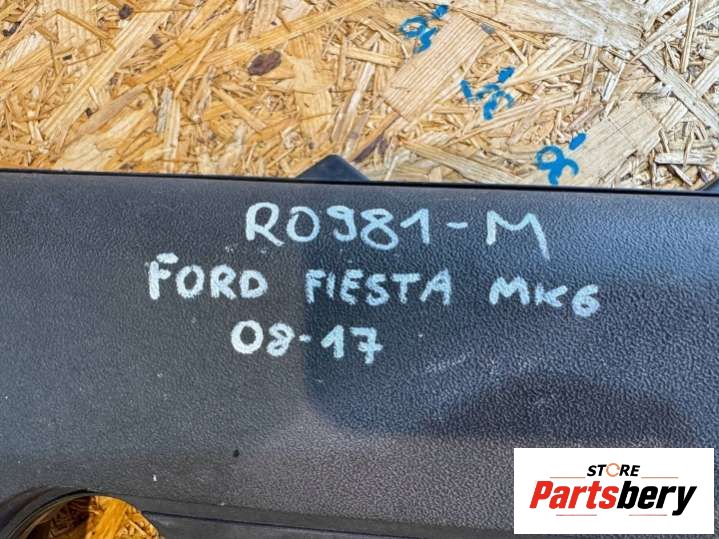 R0981-M
FORD FIESTA MK6
08-17
STORE
Partsbery